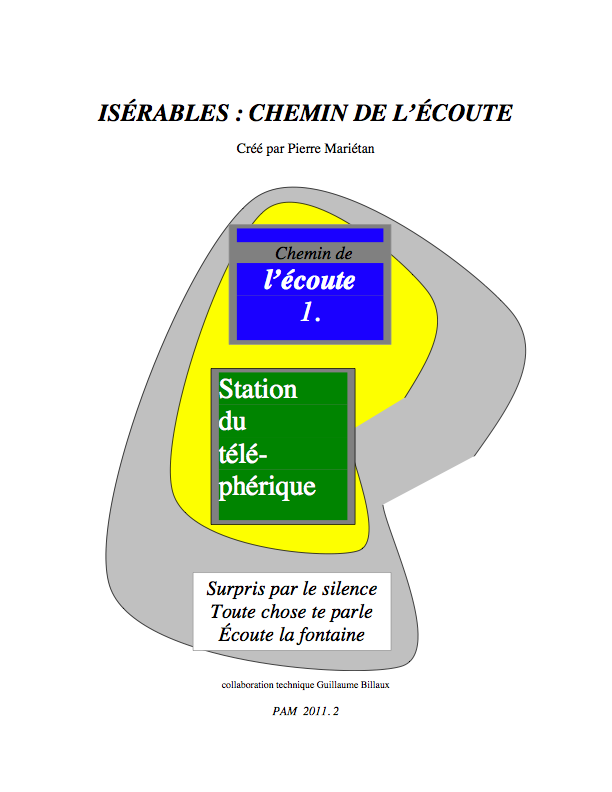 ISÉRABLES : CHEMIN DE L’ÉCOUTE
Créé par Pierre Mariétan
Chemin de
l’écoute
1.
Station
du
télé-
phérique
Surpris par le silence
Toute chose te parle
Écoute la fontaine
collaboration technique Guillaume Billaux
PAM 2011. 2